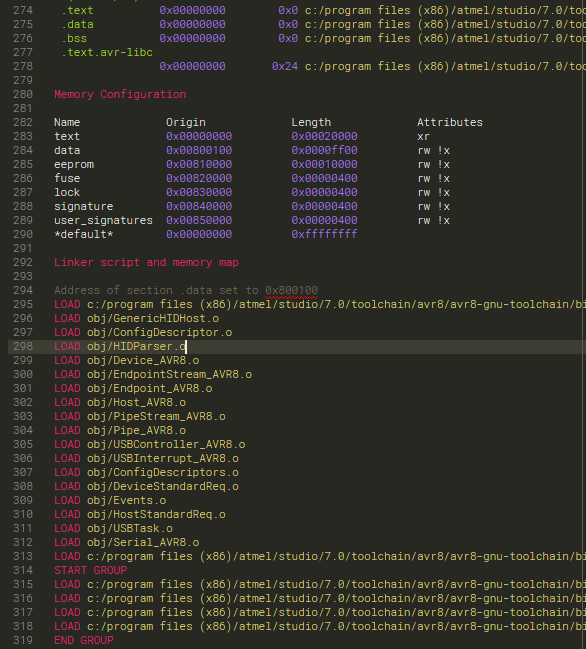 274 .text 0x00000000 0x0 c:/program files (x86)/atmel/studio/7.0/too
275 .data 0x00000000 0x0 c:/program files (x86)/atmel/studio/7.0/too
276 .bss 0x00000000 0x0 c:/program files (x86)/atmel/studio/7.0/too
277 .text.avr-libc
278 0x00000000 0x24 c:/program files (x86)/atmel/studio/7.0/too
279
280 Memory Configuration
281
282 Name Origin Length Attributes
283 text 0x00000000 0x00020000 xr
284 data 0x00800100 0x0000ff00 rw !x
285 eeprom 0x00810000 0x00010000 rw !x
286 fuse 0x00820000 0x00000400 rw !x
287 lock 0x00830000 0x00000400 rw !x
288 signature 0x00840000 0x00000400 rw !x
289 user_signatures 0x00850000 0x00000400 rw !x
290 *default* 0x00000000 0xffffffff
291
292 Linker script and memory map
293
294 Address of section .data set to 0x800100
295 LOAD c:/program files (x86)/atmel/studio/7.0/toolchain/avr8/avr8-gnu-toolchain/bi
296 LOAD obj/GenericHIDHost.o
297 LOAD obj/ConfigDescriptor.o
298 LOAD obj/HIDParser.o
299 LOAD obj/Device_AVR8.o
300 LOAD obj/EndpointStream_AVR8.o
301 LOAD obj/Endpoint_AVR8.o
302 LOAD obj/Host_AVR8.o
303 LOAD obj/PipeStream_AVR8.o
304 LOAD obj/Pipe_AVR8.o
305 LOAD obj/USBController_AVR8.o
306 LOAD obj/USBInterrupt_AVR8.o
307 LOAD obj/ConfigDescriptors.o
308 LOAD obj/DeviceStandardReq.o
309 LOAD obj/Events.o
310 LOAD obj/HostStandardReq.o
311 LOAD obj/USBTask.o
312 LOAD obj/Serial_AVR8.o
313 LOAD c:/program files (x86)/atmel/studio/7.0/toolchain/avr8/avr8-gnu-toolchain/bi
314 START GROUP
315 LOAD c:/program files (x86)/atmel/studio/7.0/toolchain/avr8/avr8-gnu-toolchain/bi
316 LOAD c:/program files (x86)/atmel/studio/7.0/toolchain/avr8/avr8-gnu-toolchain/bi
317 LOAD c:/program files (x86)/atmel/studio/7.0/toolchain/avr8/avr8-gnu-toolchain/bi
318 LOAD c:/program files (x86)/atmel/studio/7.0/toolchain/avr8/avr8-gnu-toolchain/bi
319 END GROUP